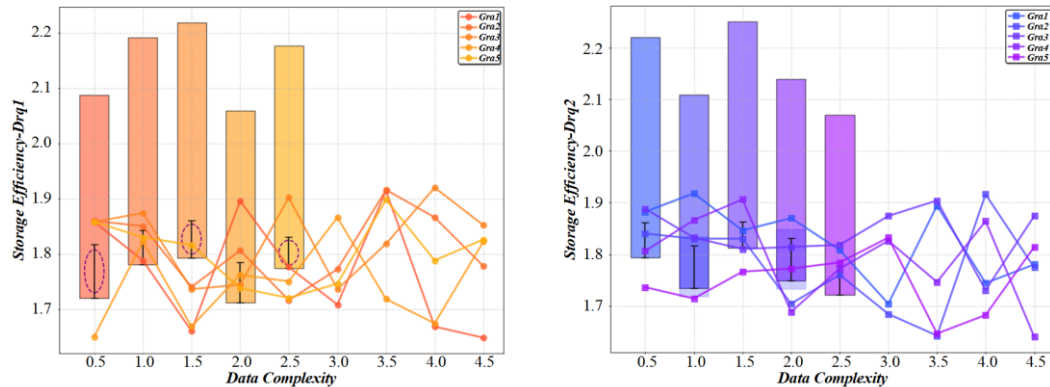 Storage Efficiency-Drq1
2.2
2.1
2.0
1.9
1.8
1.7
0.5 1.0 1.5 2.0 2.5 3.0 3.5 4.0 4.5
Data Complexity
Gra1
Gra2
Gra3
Gra4
Gra5
Storage Efficiency-Drq2
2.2
2.1
2.0
1.9
1.8
1.7
0.5 1.0 1.5 2.0 2.5 3.0 3.5 4.0 4.5
Data Complexity
Gra1
Gra2
Gra3
Gra4
Gra5